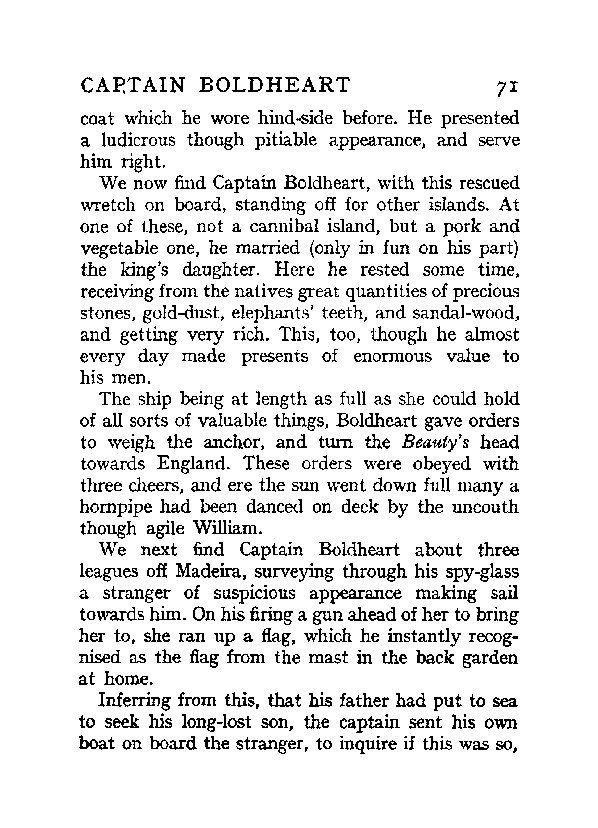 CAPTAIN BOLDHEART 71
coat which he wore hind-side before. He presented
a ludicrous though pitiable appearance, and serve
him right.
We now find Captain Boldheart, with this rescued
wretch on board, standing off for other islands. At
one of these, not a cannibal island, but a pork and
vegetable one, he married (only in fun on his part)
the king's daughter. Here he rested some time,
receiving from the natives great quantities of precious
stones, gold-dust, elephants' teeth, and sandal-wood,
and getting very rich. This, too, though he almost
every day made presents of enormous value to
his men.
The ship being at length as full as she could hold
of all sorts of valuable things, Boldheart gave orders
to weigh the anchor, and turn the Beauty's head
towards England. These orders were obeyed with
three cheers, and ere the sun went down full many a
hornpipe had been danced on deck by the uncouth
though agile William.
We next find Captain Boldheart about three
leagues off Madeira, surveying through his spy-glass
a stranger of suspicious appearance making sail
towards him. On his firing a gun ahead of her to bring
her to, she ran up a flag, which he instantly recog-
nised as the flag from the mast in the back garden
at home.
Inferring from this, that his father had put to sea
to seek his long-lost son, the captain sent his own
boat on board the stranger, to inquire if this was so,